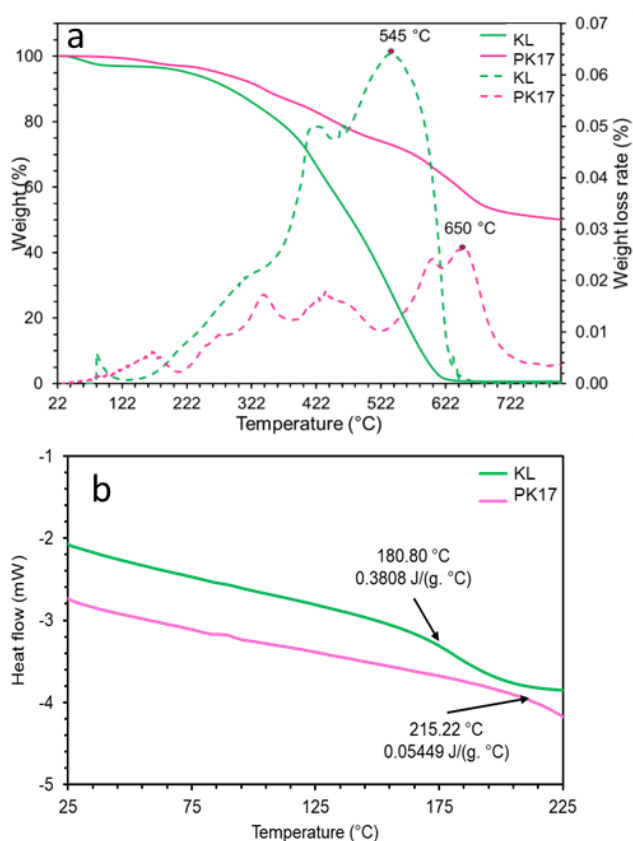 a
545 °C
650 °C
KL
PK17
KL
PK17
Weight (%)
100
80
60
40
20
0
Weight loss rate (%)
0.07
0.06
0.05
0.04
0.03
0.02
0.01
0.00
22 122 222 322 422 522 622 722
Temperature (°C)
b
KL
PK17
180.80 °C
0.3808 J/(g. °C)
215.22 °C
0.05449 J/(g. °C)
Heat flow (mW)
-1
-2
-3
-4
-5
25 75 125 175 225
Temperature (°C)